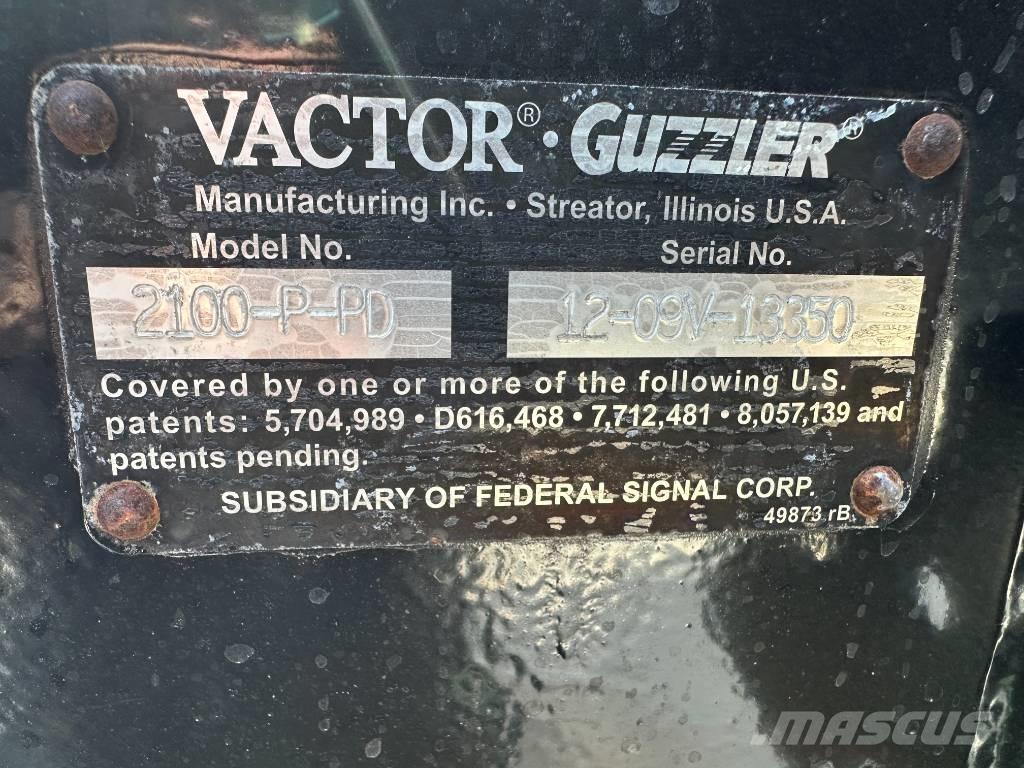 VACTOR® · GUZZLER®
Manufacturing Inc. • Streator, Illinois U.S.A.
Model No. Serial No.
2100-P-PD 12-09V-13350
Covered by one or more of the following U.S.
patents: 5,704,989 • D616,468 • 7,712,481 • 8,057,139 and
patents pending.
SUBSIDIARY OF FEDERAL SIGNAL CORP.
49873 rB
MASCUS